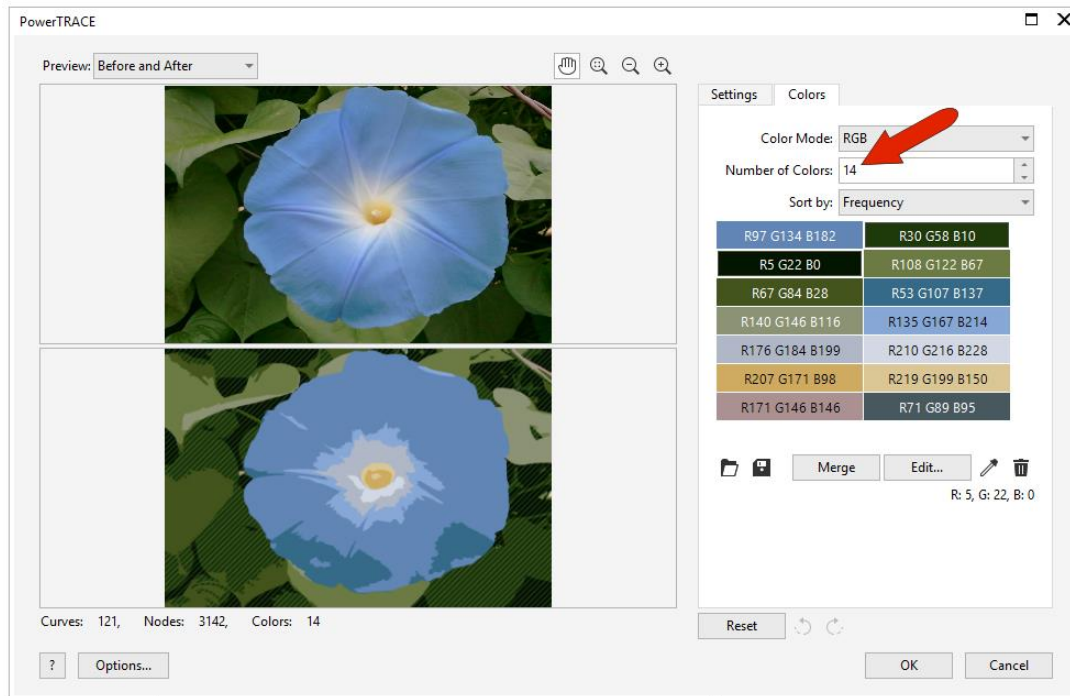 PowerTRACE
Preview: Before and After
Settings Colors
Color Mode: RGB
Number of Colors: 14
Sort by: Frequency
R97 G134 B182 R30 G58 B10
R5 G22 B0 R108 G122 B67
R67 G84 B28 R53 G107 B137
R140 G146 B116 R135 G167 B214
R176 G184 B199 R210 G216 B228
R207 G171 B98 R219 G199 B150
R171 G146 B146 R71 G89 B95
Merge Edit...
R: 5, G: 22, B: 0
Curves: 121, Nodes: 3142, Colors: 14
Reset
? Options... OK Cancel